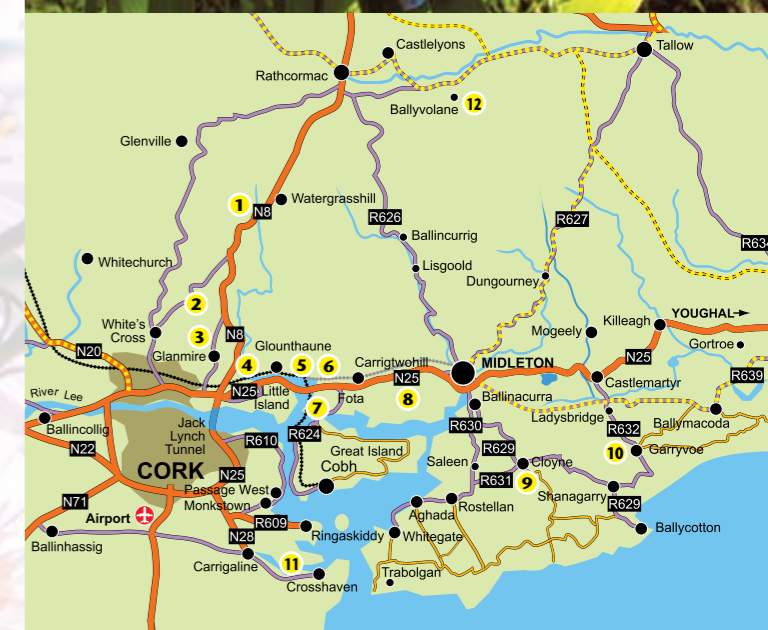 Castlelyons
Tallow
Rathcormac
Ballyvolane
12
Glenville
1
N8
Watergrasshill
R626
R627
Ballincurrig
R634
Whitechurch
Lisgoold
Dungourney
2
YOUGHAL
White's
Cross
3
N8
Killeagh
Mogeely
Gortroe
N20
Glanmire
Glounthaune
4
5
6
Carrigtwohill
MIDLETON
N25
N25
N25
Little
Island
Fota
8
Castlemartyr
R639
River Lee
7
Ballinacurra
Ladysbridge
Ballymacoda
Ballincollig
Jack
Lynch
Tunnel
R610
R624
R630
R632
N22
Great Island
R629
10
Garryvoe
CORK
N25
Cobh
Saleen
Cloyne
R631
9
Passage West
Shanagarry
N71
Monkstown
Aghada
Rostellan
R629
Airport
R609
Ringaskiddy
Whitegate
Ballycotton
Ballinhassig
N28
Carrigaline
11
Crosshaven
Trabolgan